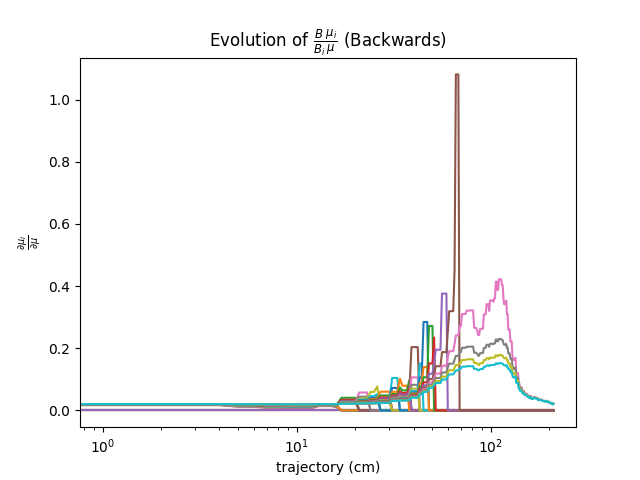 Evolution of $\frac{B\,\mu_i}{B_i\,\mu}$ (Backwards)
$\frac{\partial\mu_i}{\partial\mu}$
1.0
0.8
0.6
0.4
0.2
0.0
10⁰ 10¹ 10²
trajectory (cm)